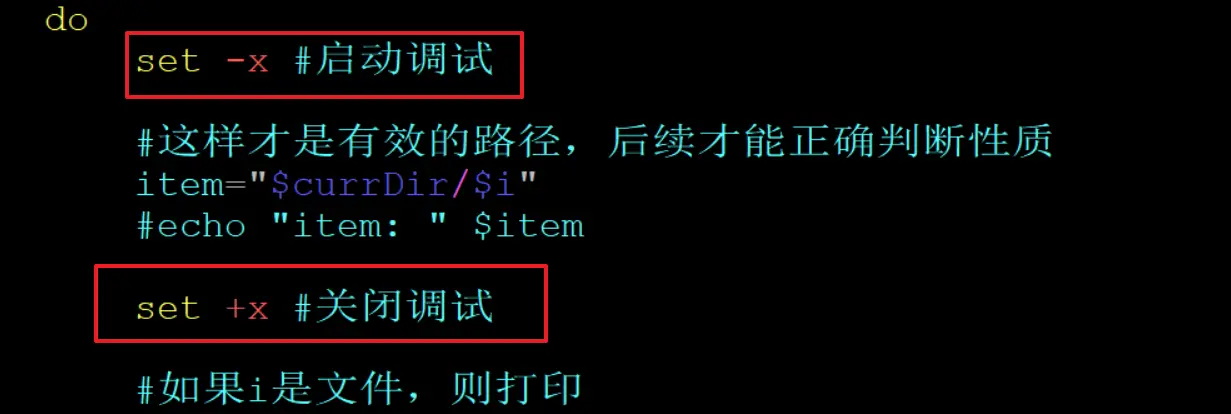 do
set -x #启动调试
#这样才是有效的路径，后续才能正确判断性质
item="$currDir/$i"
#echo "item: " $item
set +x #关闭调试
#如果i是文件，则打印